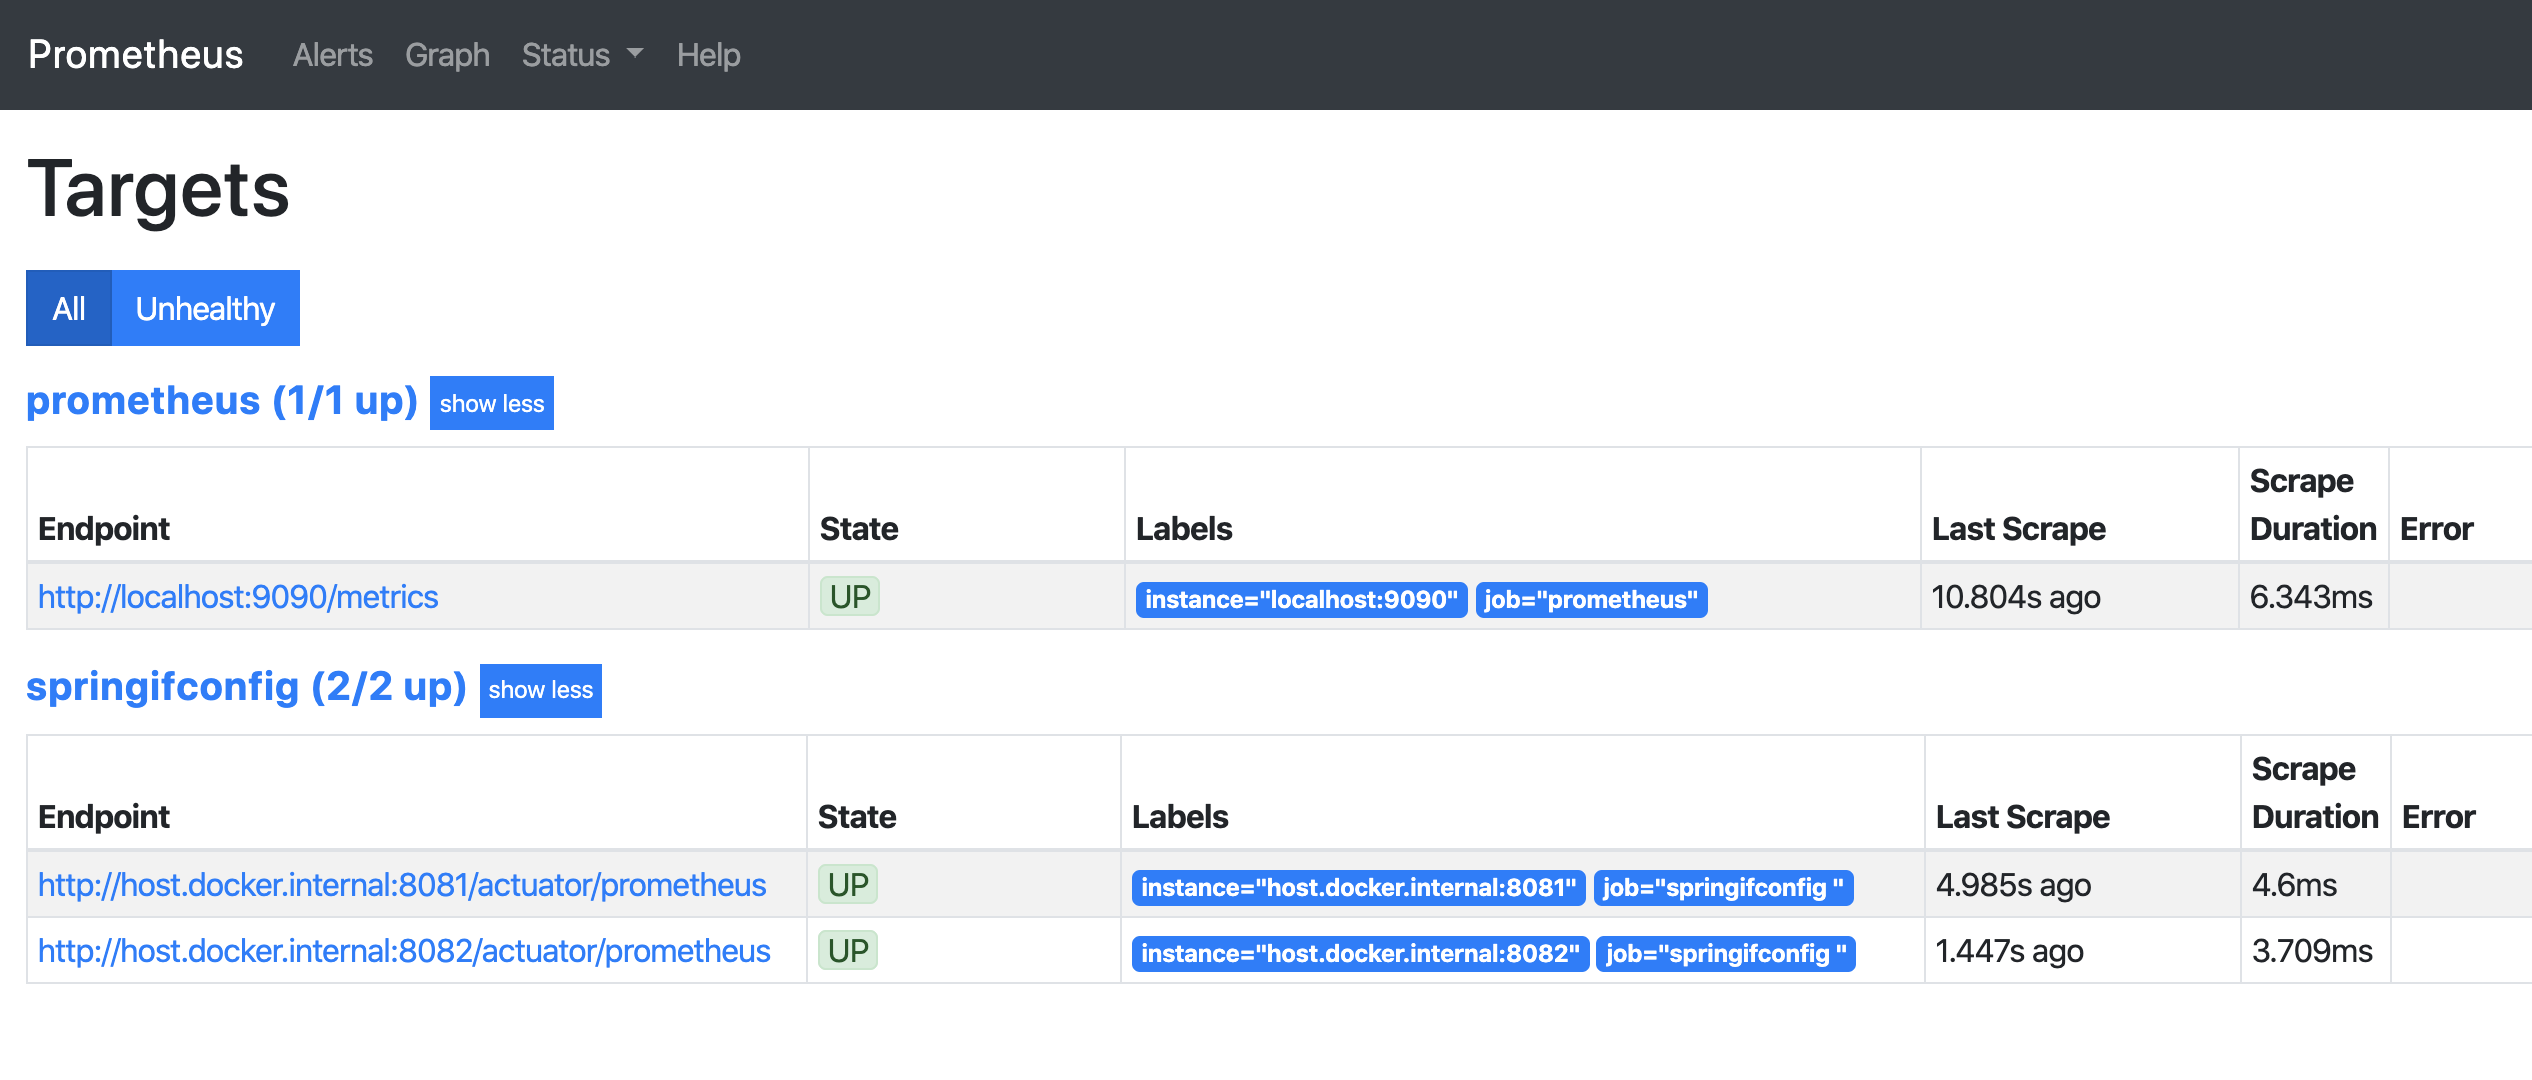 Prometheus Alerts Graph Status Help
Targets
All Unhealthy
prometheus (1/1 up) show less
Endpoint State Labels Last Scrape Scrape Duration Error
http://localhost:9090/metrics UP instance="localhost:9090" job="prometheus" 10.804s ago 6.343ms
springifconfig (2/2 up) show less
Endpoint State Labels Last Scrape Scrape Duration Error
http://host.docker.internal:8081/actuator/prometheus UP instance="host.docker.internal:8081" job="springifconfig " 4.985s ago 4.6ms
http://host.docker.internal:8082/actuator/prometheus UP instance="host.docker.internal:8082" job="springifconfig " 1.447s ago 3.709ms